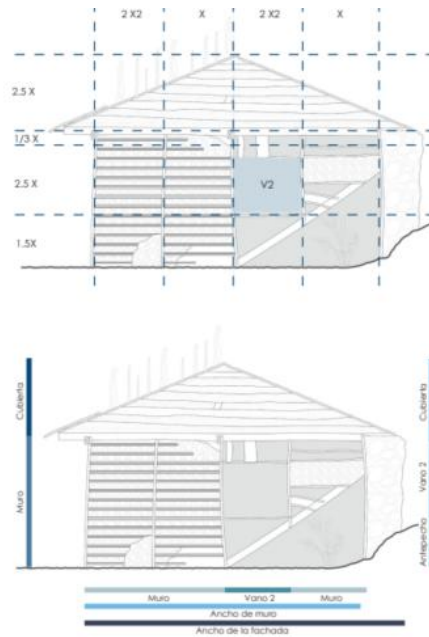 2 X2 X 2 X2 X
2.5 X
1/3 X
2.5 X
V2
1.5X
Cubierta
Muro
Cubierta
Vano 2
Antepecho
Muro Vano 2 Muro
Ancho de muro
Ancho de la fachada